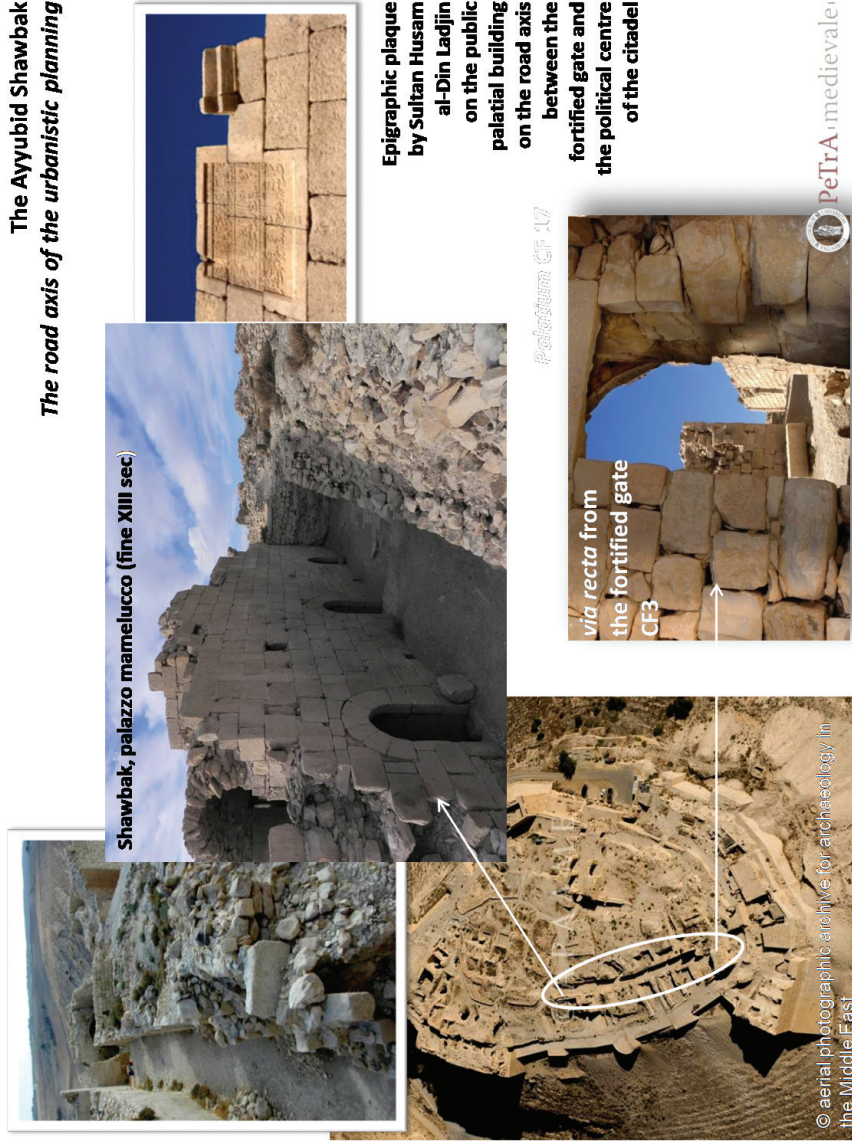 The Ayyubid Shawbak
The road axis of the urbanistic planning
Shawbak, palazzo mamelucco (fine XIII sec)
Epigraphic plaque
by Sultan Husam
al-Din Ladjin
on the public
palatial building
on the road axis
between the
fortified gate and
the political centre
of the citadel
Palatium CF 17
via recta from
the fortified gate
CF3
© aerial photographic archive for archaeology in
the Middle East
PeTrA medievale